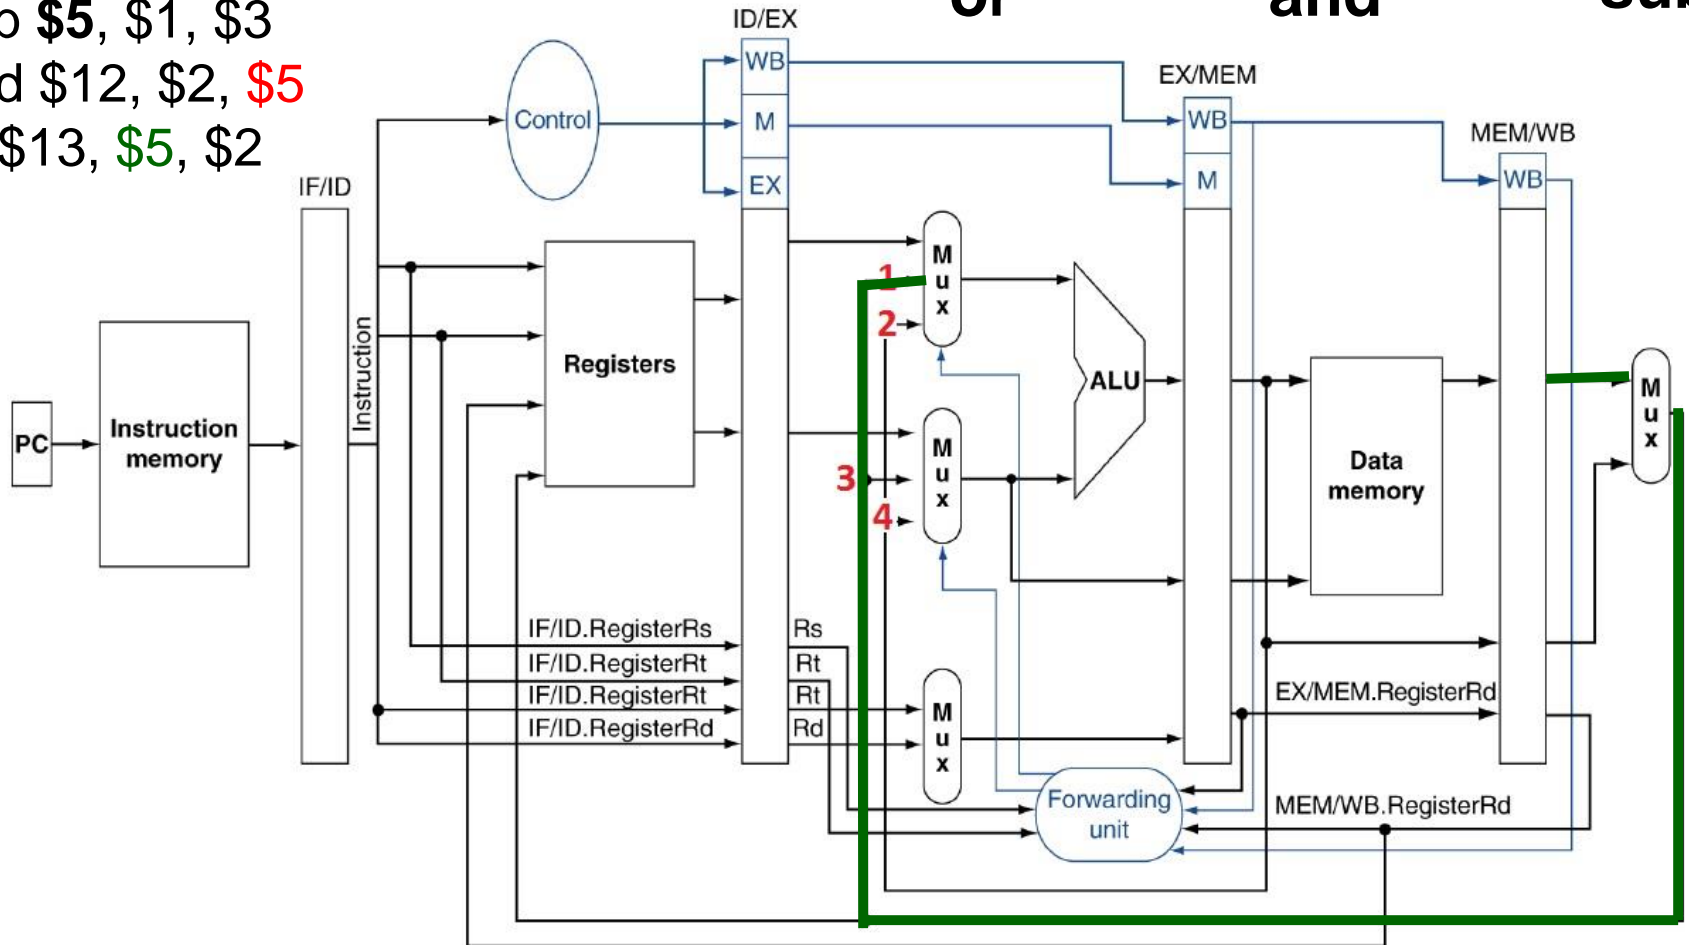 $5, $1, $3
$12, $2, $5
$13, $5, $2
or and
ID/EX
WB
M
EX
Control
EX/MEM
WB
M
MEM/WB
WB
IF/ID
Instruction
PC
Instruction
memory
Registers
1
2
3
4
M
u
x
M
u
x
M
u
x
ALU
Data
memory
M
u
x
IF/ID.RegisterRs
IF/ID.RegisterRt
IF/ID.RegisterRt
IF/ID.RegisterRd
Rs
Rt
Rt
Rd
EX/MEM.RegisterRd
MEM/WB.RegisterRd
Forwarding
unit